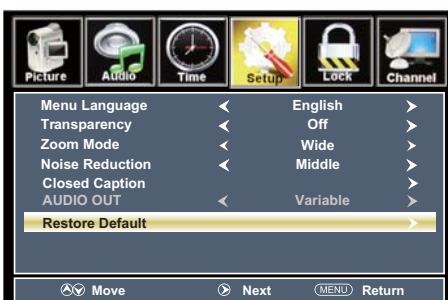 Picture Audio Time Setup Lock Channel
Menu Language English
Transparency Off
Zoom Mode Wide
Noise Reduction Middle
Closed Caption
AUDIO OUT Variable
Restore Default
Move Next MENU Return